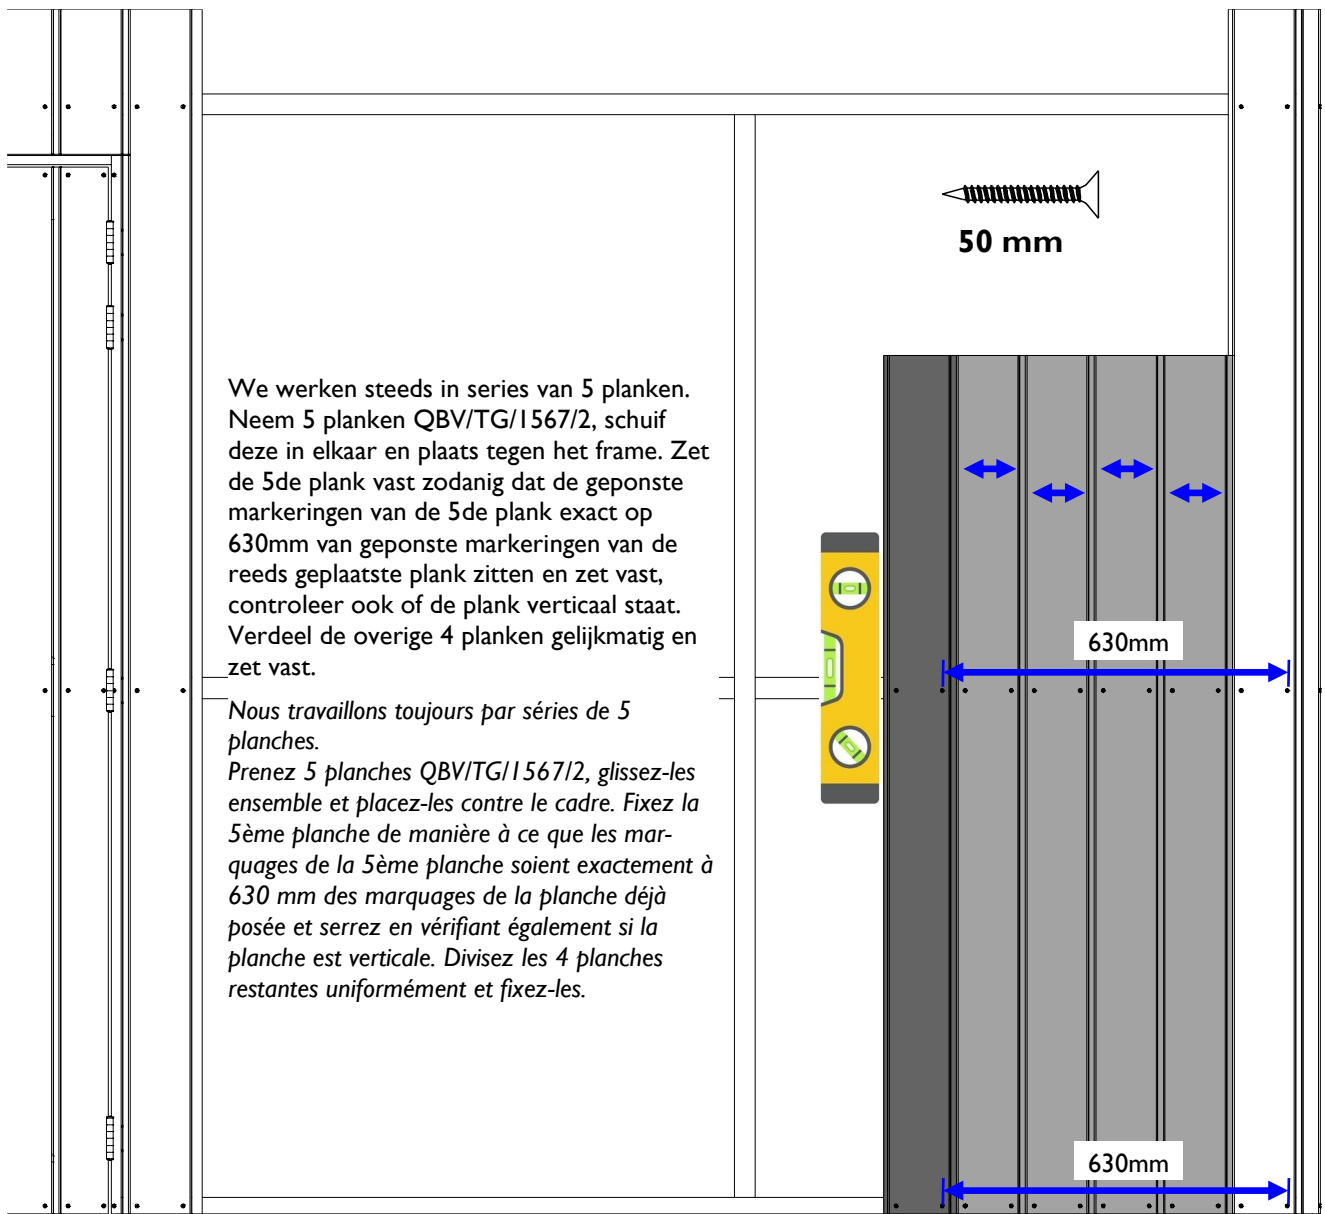 50 mm
We werken steeds in series van 5 planken.
Neem 5 planken QBV/TG/1567/2, schuif
deze in elkaar en plaats tegen het frame. Zet
de 5de plank vast zodanig dat de geponste
markeringen van de 5de plank exact op
630mm van geponste markeringen van de
reeds geplaatste plank zitten en zet vast,
controleer ook of de plank verticaal staat.
Verdeel de overige 4 planken gelijkmatig en
zet vast.
Nous travaillons toujours par séries de 5
planches.
Prenez 5 planches QBV/TG/1567/2, glissez-les
ensemble et placez-les contre le cadre. Fixez la
5ème planche de manière à ce que les mar-
quages de la 5ème planche soient exactement à
630 mm des marquages de la planche déjà
posée et serrez en vérifiant également si la
planche est verticale. Divisez les 4 planches
restantes uniformément et fixez-les.
630mm
630mm